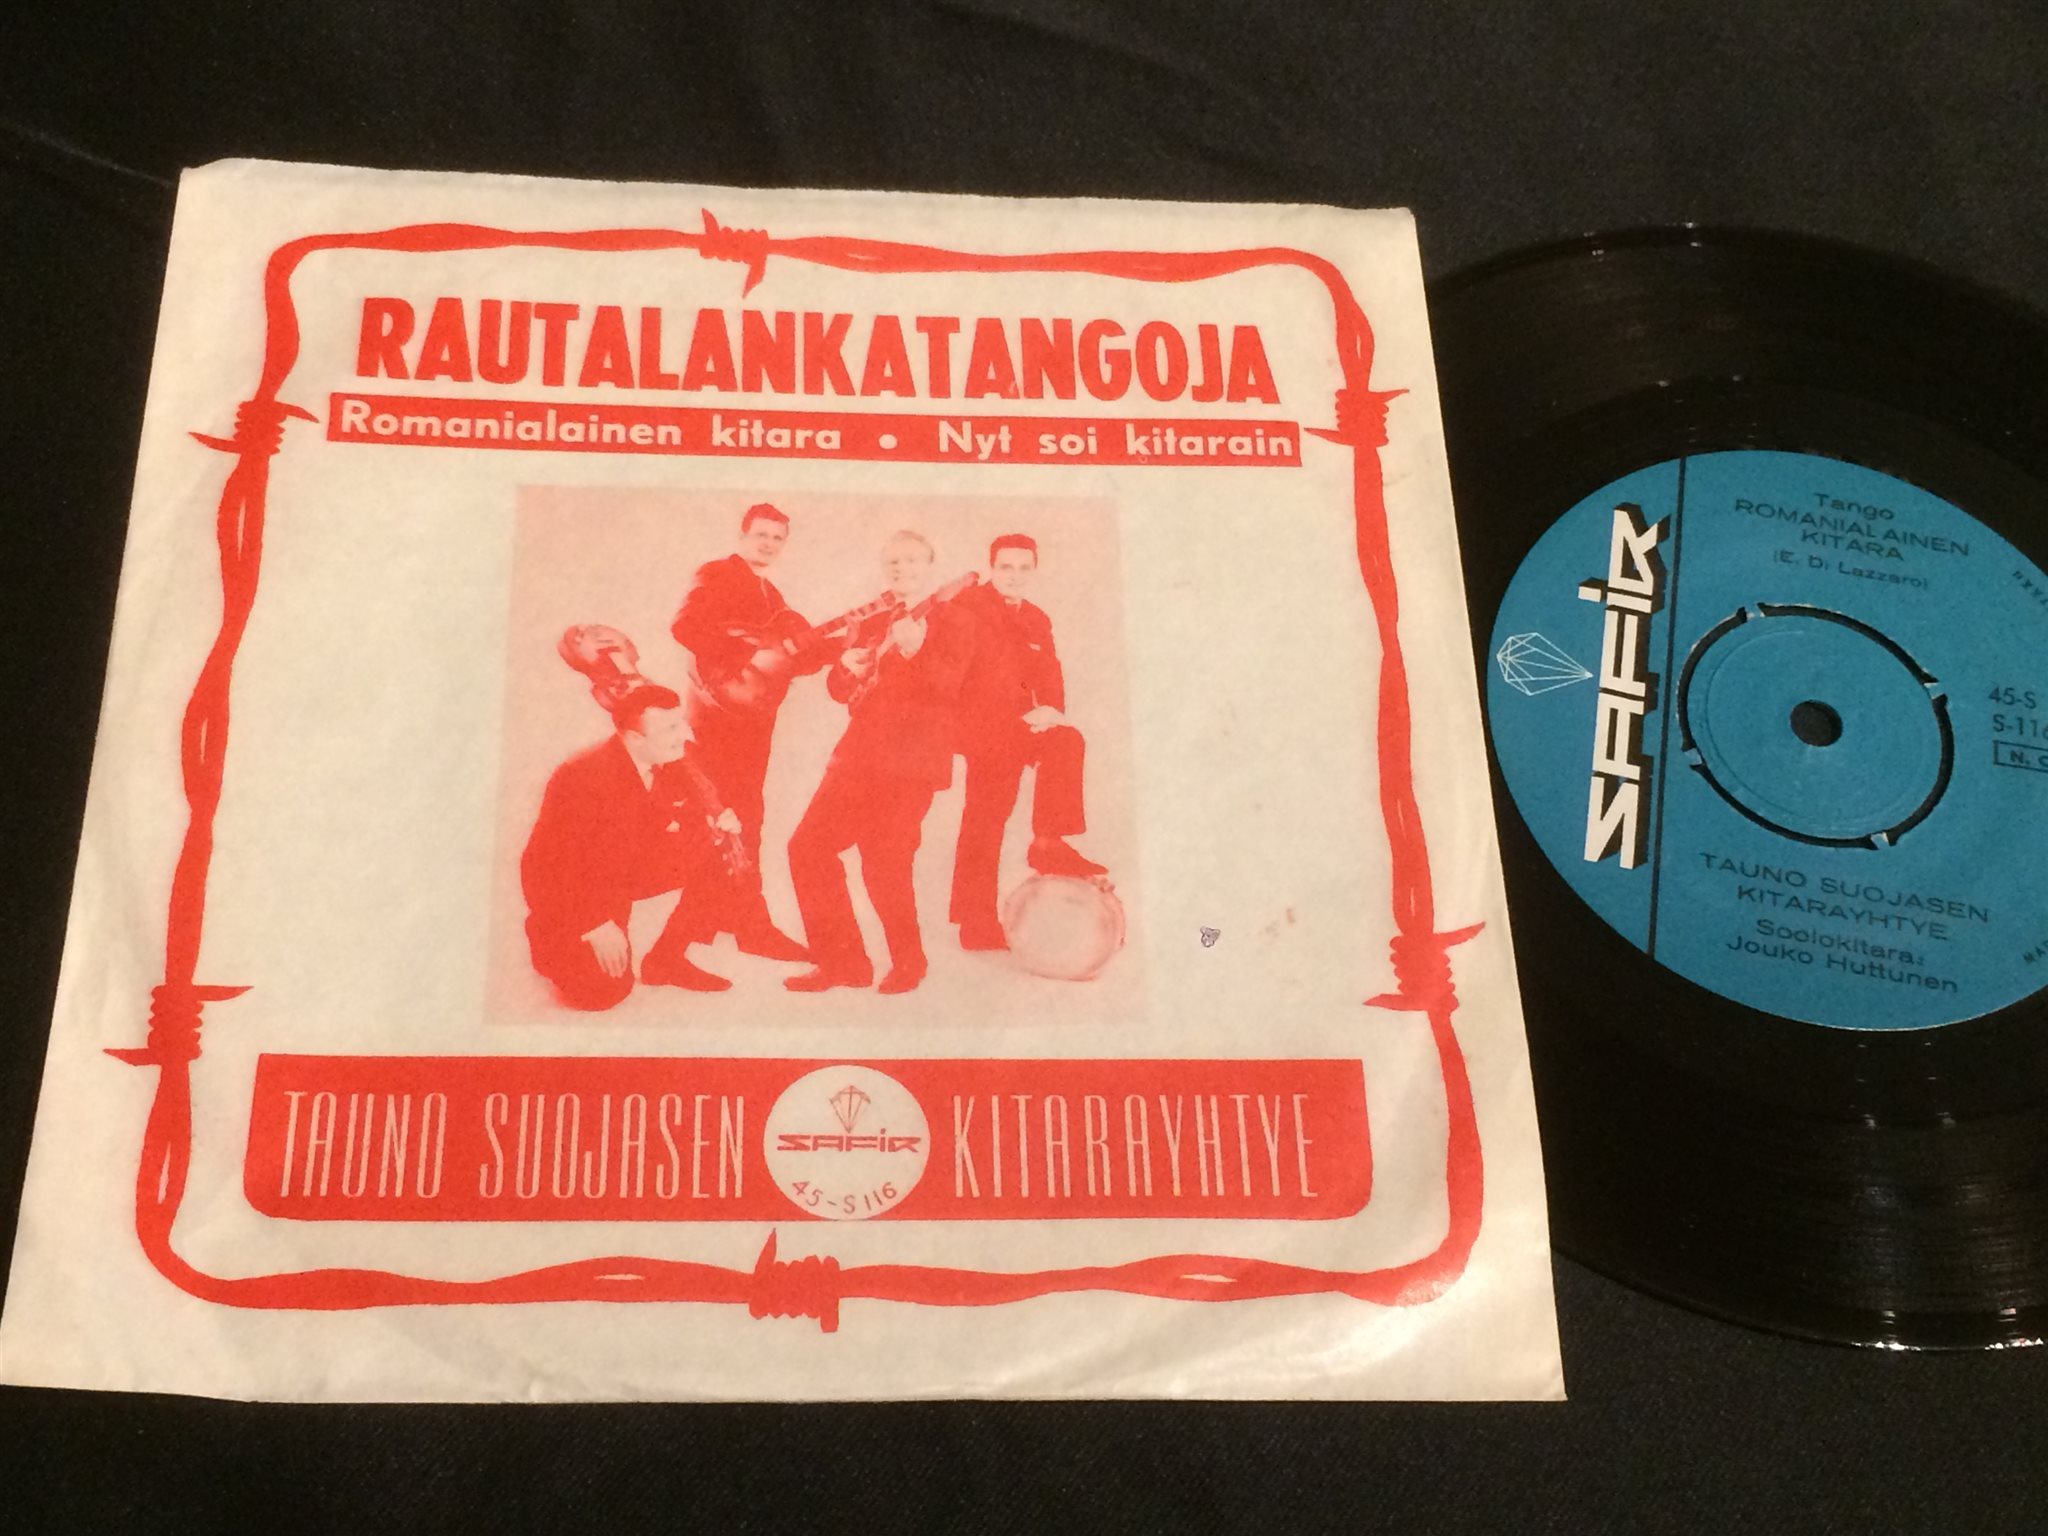 RAUTALANKATANGOJA
Romanialainen kitara • Nyt soi kitarain
TAUNO SUOJASEN KITARAYHTYE
SAFIR
45-S 116
SAFIR
Tango
ROMANIALAINEN
KITARA
(E. Di Lazzaro)
45-S
S-116
TAUNO SUOJASEN
KITARAYHTYE
Soolokitara:
Jouko Huttunen